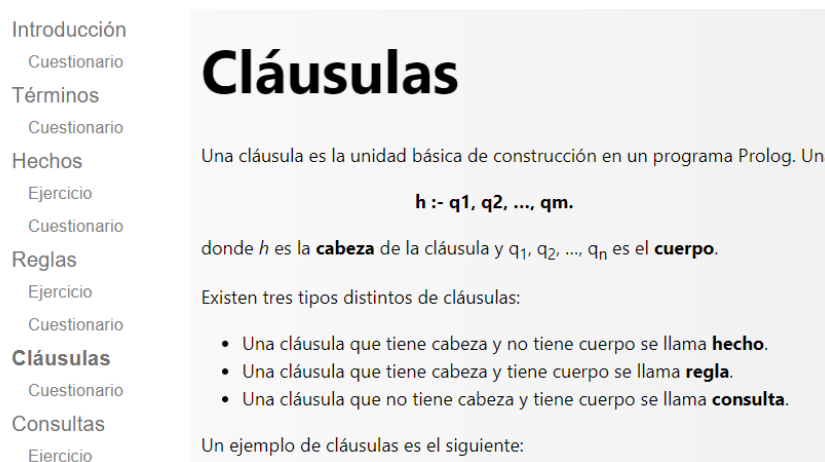 Introducción
Cuestionario
Términos
Cuestionario
Hechos
Ejercicio
Cuestionario
Reglas
Ejercicio
Cuestionario
Cláusulas
Cuestionario
Consultas
Ejercicio
Cláusulas
Una cláusula es la unidad básica de construcción en un programa Prolog. Un
h :- q1, q2, ..., qm.
donde h es la cabeza de la cláusula y q1, q2, ..., qn es el cuerpo.
Existen tres tipos distintos de cláusulas:
• Una cláusula que tiene cabeza y no tiene cuerpo se llama hecho.
• Una cláusula que tiene cabeza y tiene cuerpo se llama regla.
• Una cláusula que no tiene cabeza y tiene cuerpo se llama consulta.
Un ejemplo de cláusulas es el siguiente: